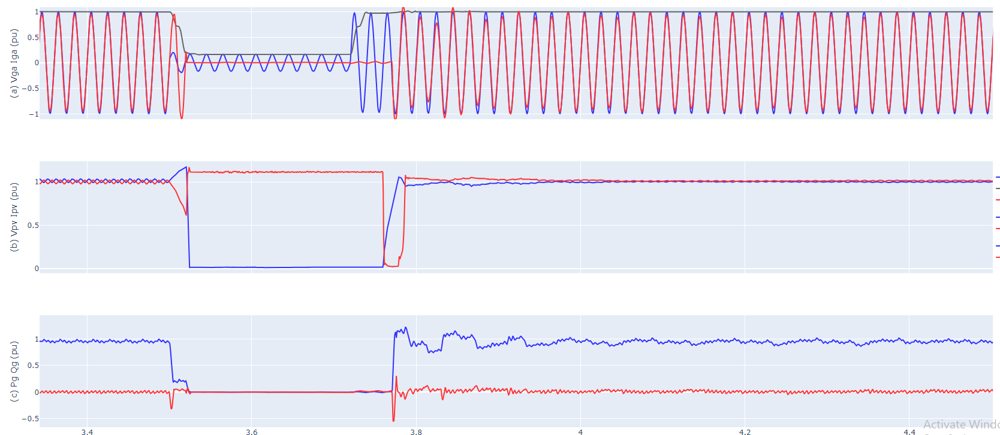 (a) Vga Iga (pu)
1
0.5
0
−0.5
−1
(b) Vpv Ipv (pu)
1
0.5
0
(c) Pg Qg (pu)
1
0.5
0
−0.5
3.4 3.6 3.8 4 4.2 4.4
Activate Windo